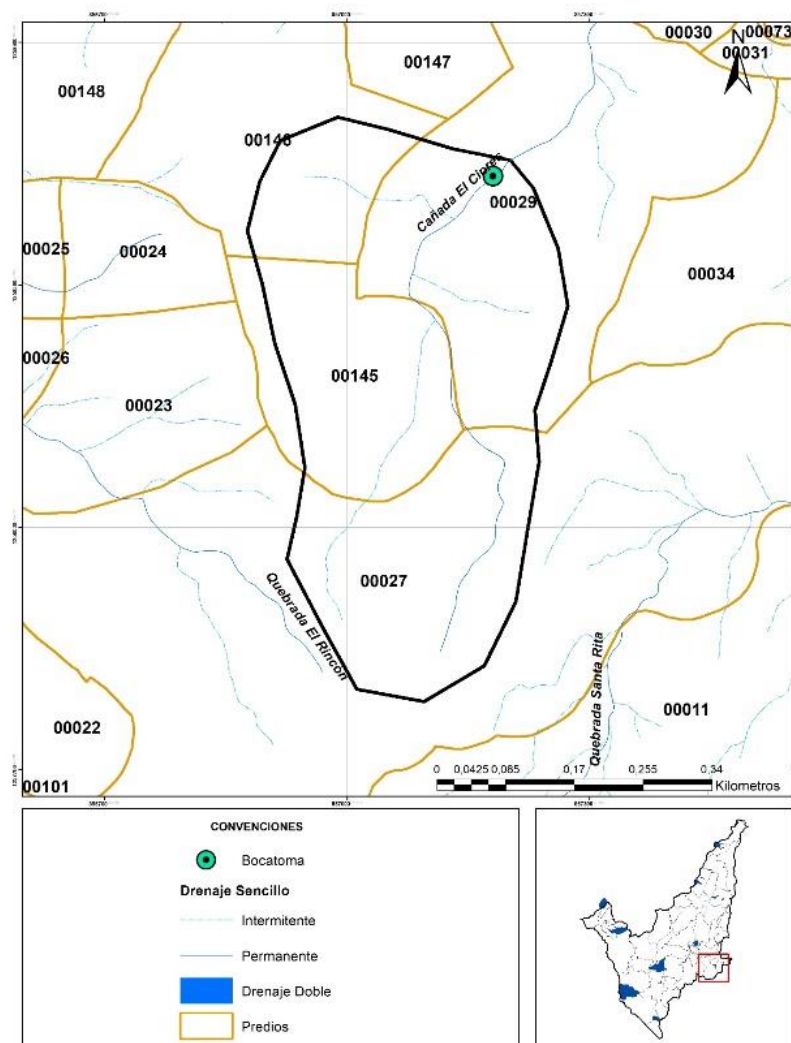 00030
00073
N
00031
00147
00148
00146
Cañada El Cipres
00029
00025
00024
00034
00026
00145
00023
00027
Quebrada El Rincón
Quebrada Santa Rita
00011
00022
00101
0 0,0425 0,085 0,17 0,255 0,34
Kilometros
CONVENCIONES
Bocatoma
Drenaje Sencillo
Intermitente
Permanente
Drenaje Doble
Predios